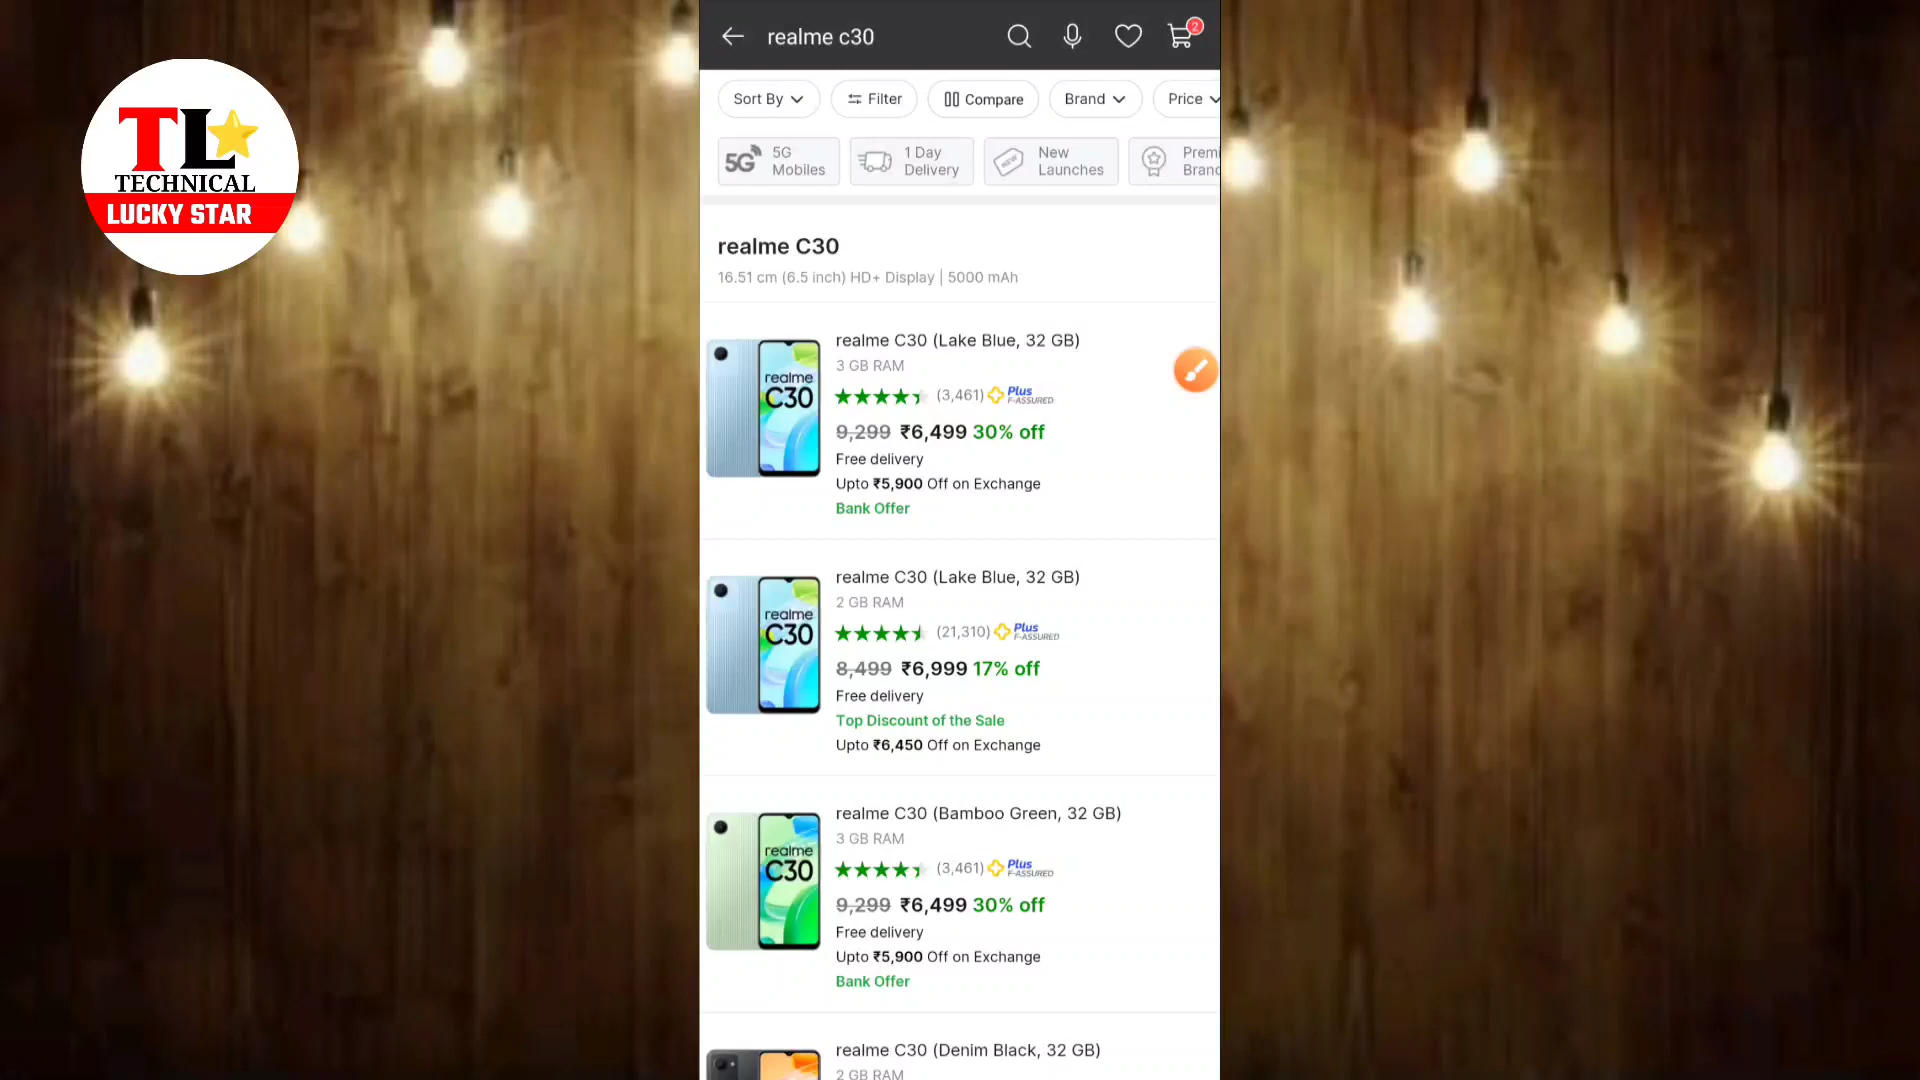 TL
TECHNICAL
LUCKY STAR
realme c30
2
Sort By
Filter
Compare
Brand
Price
5G
5G
Mobiles
1 Day
Delivery
NEW
New
Launches
Premi
Branc
realme C30
16.51 cm (6.5 inch) HD+ Display | 5000 mAh
realme
C30
realme C30 (Lake Blue, 32 GB)
3 GB RAM
(3,461) Plus
F-ASSURED
9,299 ₹6,499 30% off
Free delivery
Upto ₹5,900 Off on Exchange
Bank Offer
realme
C30
realme C30 (Lake Blue, 32 GB)
2 GB RAM
(21,310) Plus
F-ASSURED
8,499 ₹6,999 17% off
Free delivery
Top Discount of the Sale
Upto ₹6,450 Off on Exchange
realme
C30
realme C30 (Bamboo Green, 32 GB)
3 GB RAM
(3,461) Plus
F-ASSURED
9,299 ₹6,499 30% off
Free delivery
Upto ₹5,900 Off on Exchange
Bank Offer
realme C30 (Denim Black, 32 GB)
2 GB RAM